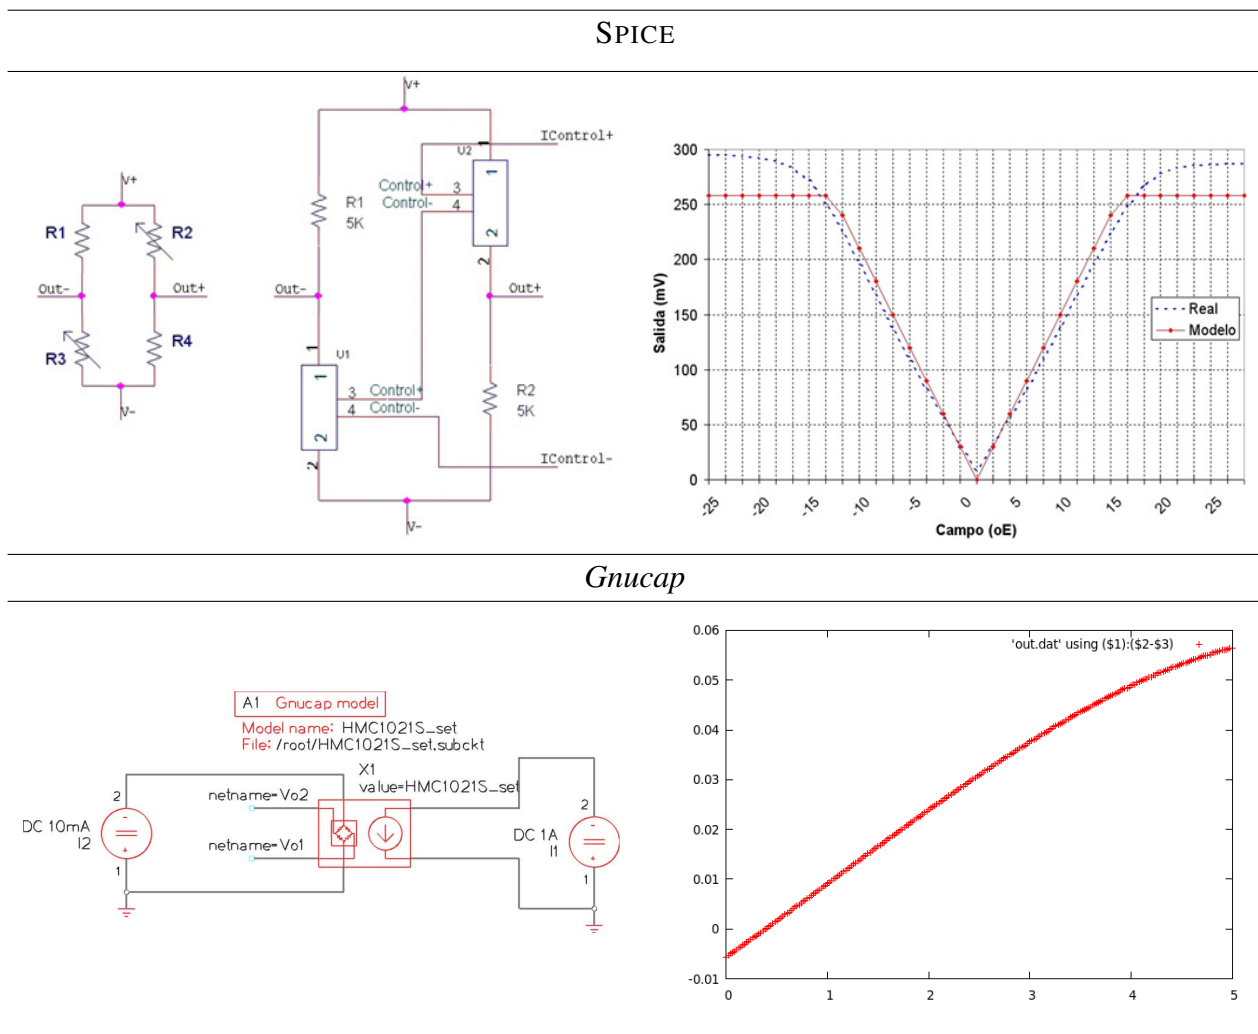 SPICE
V+
R1
R2
Out-
Out+
R3
R4
V-
V+
IControl+
1
U2
1
Control+
3
Control-
4
R1
5K
2
2
Out-
Out+
1
U1
1
Control+
3
Control-
4
R2
5K
2
2
IControl-
V-
300
250
200
150
100
50
0
Salida (mV)
Real
Modelo
-25
-20
-15
-10
-5
0
5
10
15
20
25
Campo (oE)
Gnucap
A1 Gnucap model
Model name: HMC1021S_set
File: /root/HMC1021S_set.subckt
X1
value=HMC1021S_set
2
netname=Vo2
DC 10mA
I2
netname=Vo1
1
2
DC 1A
I1
1
0.06
0.05
0.04
0.03
0.02
0.01
0
-0.01
'out.dat' using ($1):($2-$3)
0
1
2
3
4
5